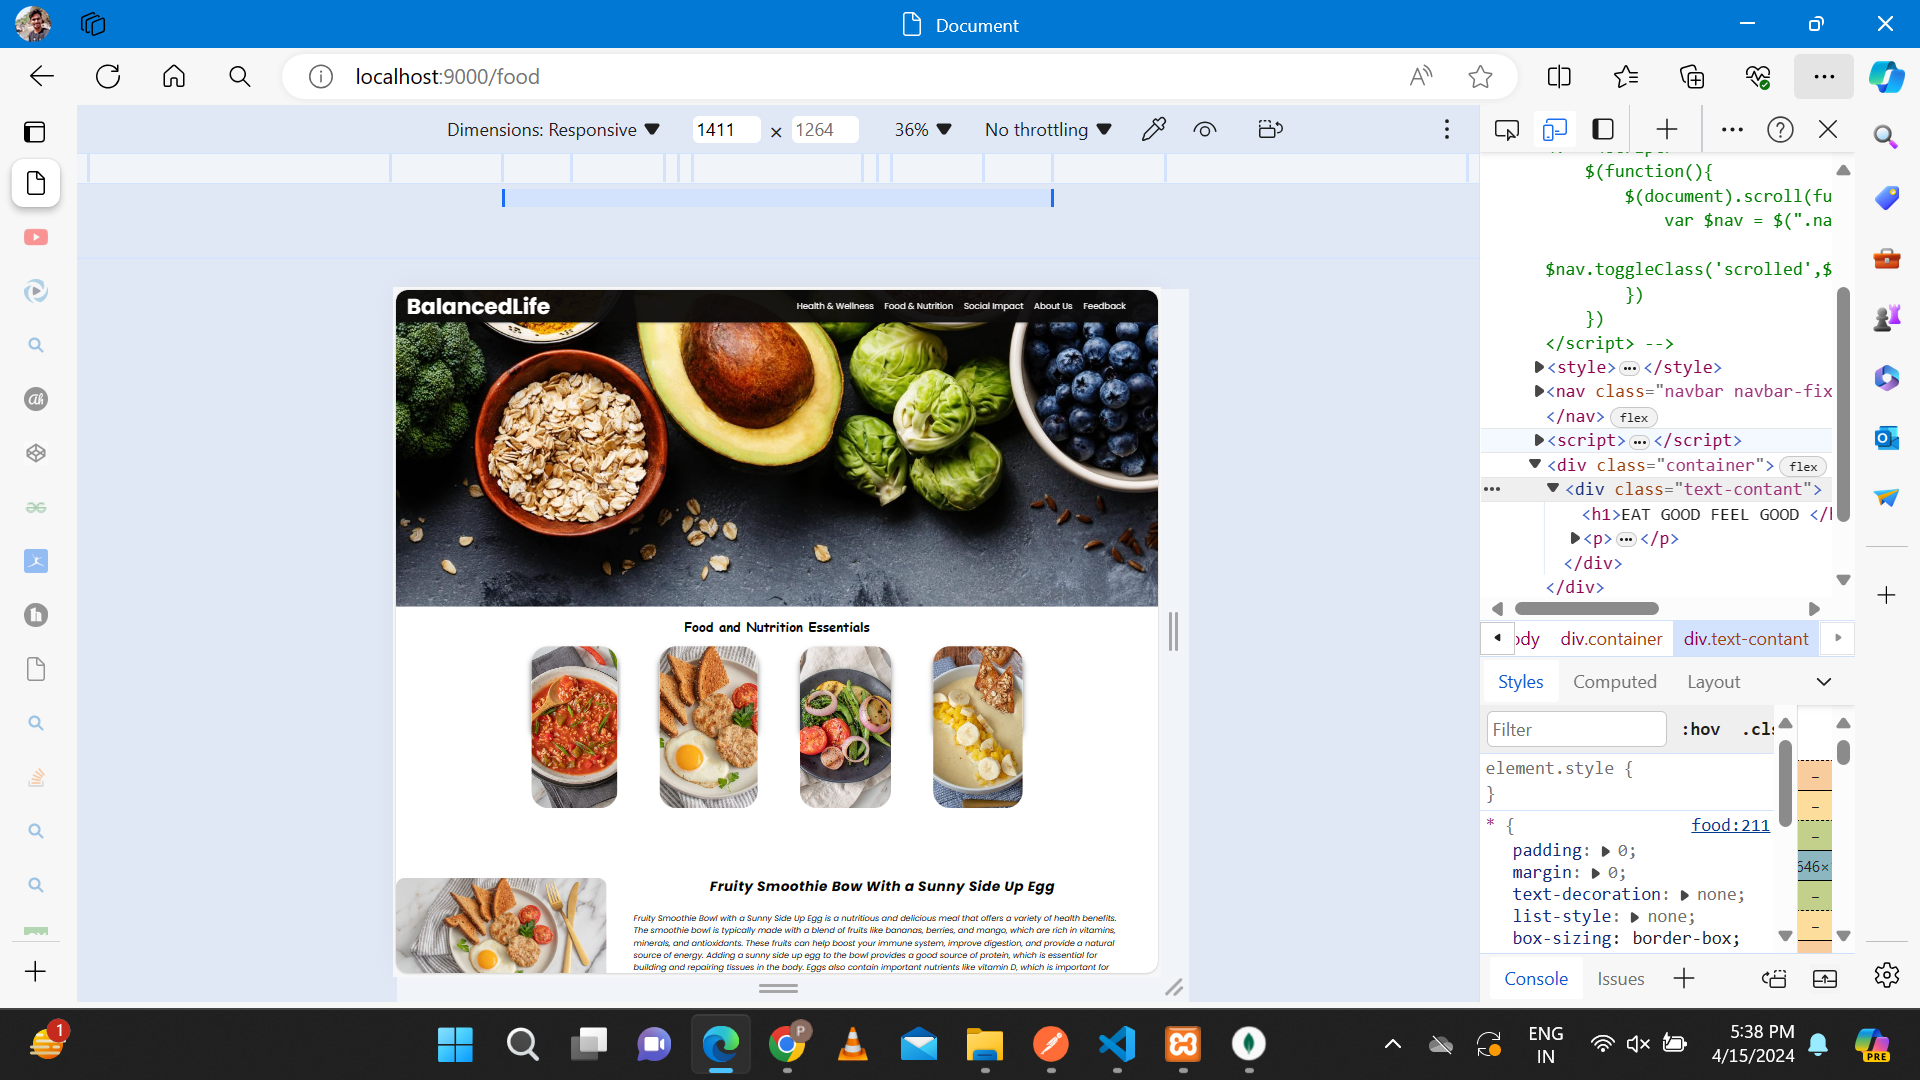 Document
localhost:9000/food
Dimensions: Responsive
1411 × 1264
36%
No throttling
$(function(){
$(document).scroll(fu
var $nav = $(".na
$nav.toggleClass('scrolled',$
})
})
</script> -->
<style> ••• </style>
<nav class="navbar navbar-fix
</nav> flex
<script> ••• </script>
<div class="container"> flex
<div class="text-contant">
<h1>EAT GOOD FEEL GOOD </h
<p> ••• </p>
</div>
</div>
ody div.container div.text-contant
Styles Computed Layout
Filter :hov .cls
element.style {
}
* { food:211
padding: 0;
margin: 0;
text-decoration: none;
list-style: none;
box-sizing: border-box;
646×
Console Issues
BalancedLife
Health & Wellness Food & Nutrition Social Impact About Us Feedback
Food and Nutrition Essentials
Fruity Smoothie Bow With a Sunny Side Up Egg
Fruity Smoothie Bowl with a Sunny Side Up Egg is a nutritious and delicious meal that offers a variety of health benefits.
The smoothie bowl is typically made with a blend of fruits like bananas, berries, and mango, which are rich in vitamins,
minerals, and antioxidants. These fruits can help boost your immune system, improve digestion, and provide a natural
source of energy. Adding a sunny side up egg to the bowl provides a good source of protein, which is essential for
building and repairing tissues in the body. Eggs also contain important nutrients like vitamin D, which is important for
1
P
ENG
IN
5:38 PM
4/15/2024
PRE